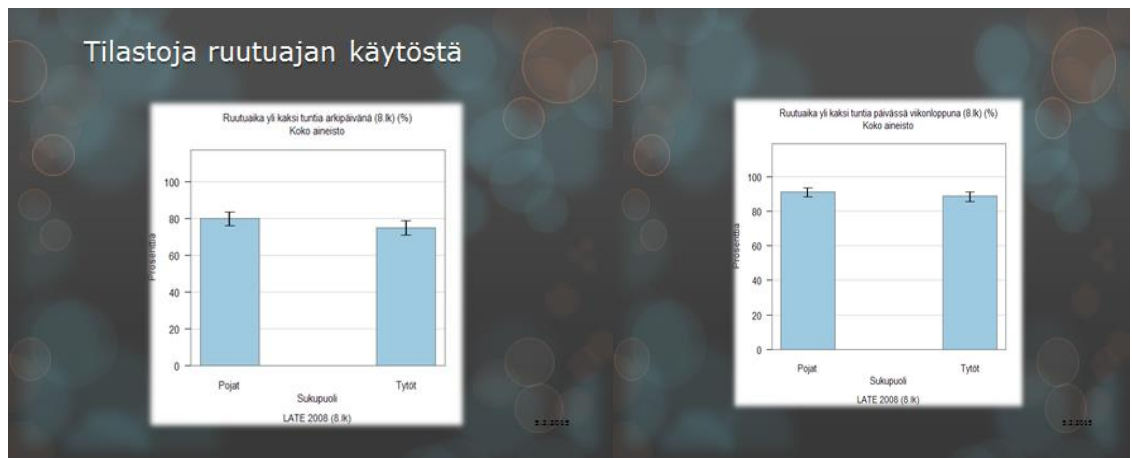 Tilastoja ruutuajan käytöstä
Ruutuaika yli kaksi tuntia arkipäivänä (8.lk) (%)
Koko aineisto
100
80
60
40
20
0
Prosenttia
Pojat
Tytöt
Sukupuoli
LATE 2008 (8.lk)
Ruutuaika yli kaksi tuntia päivässä viikonloppuna (8.lk) (%)
Koko aineisto
100
80
60
40
20
0
Prosenttia
Pojat
Tytöt
Sukupuoli
LATE 2008 (8.lk)